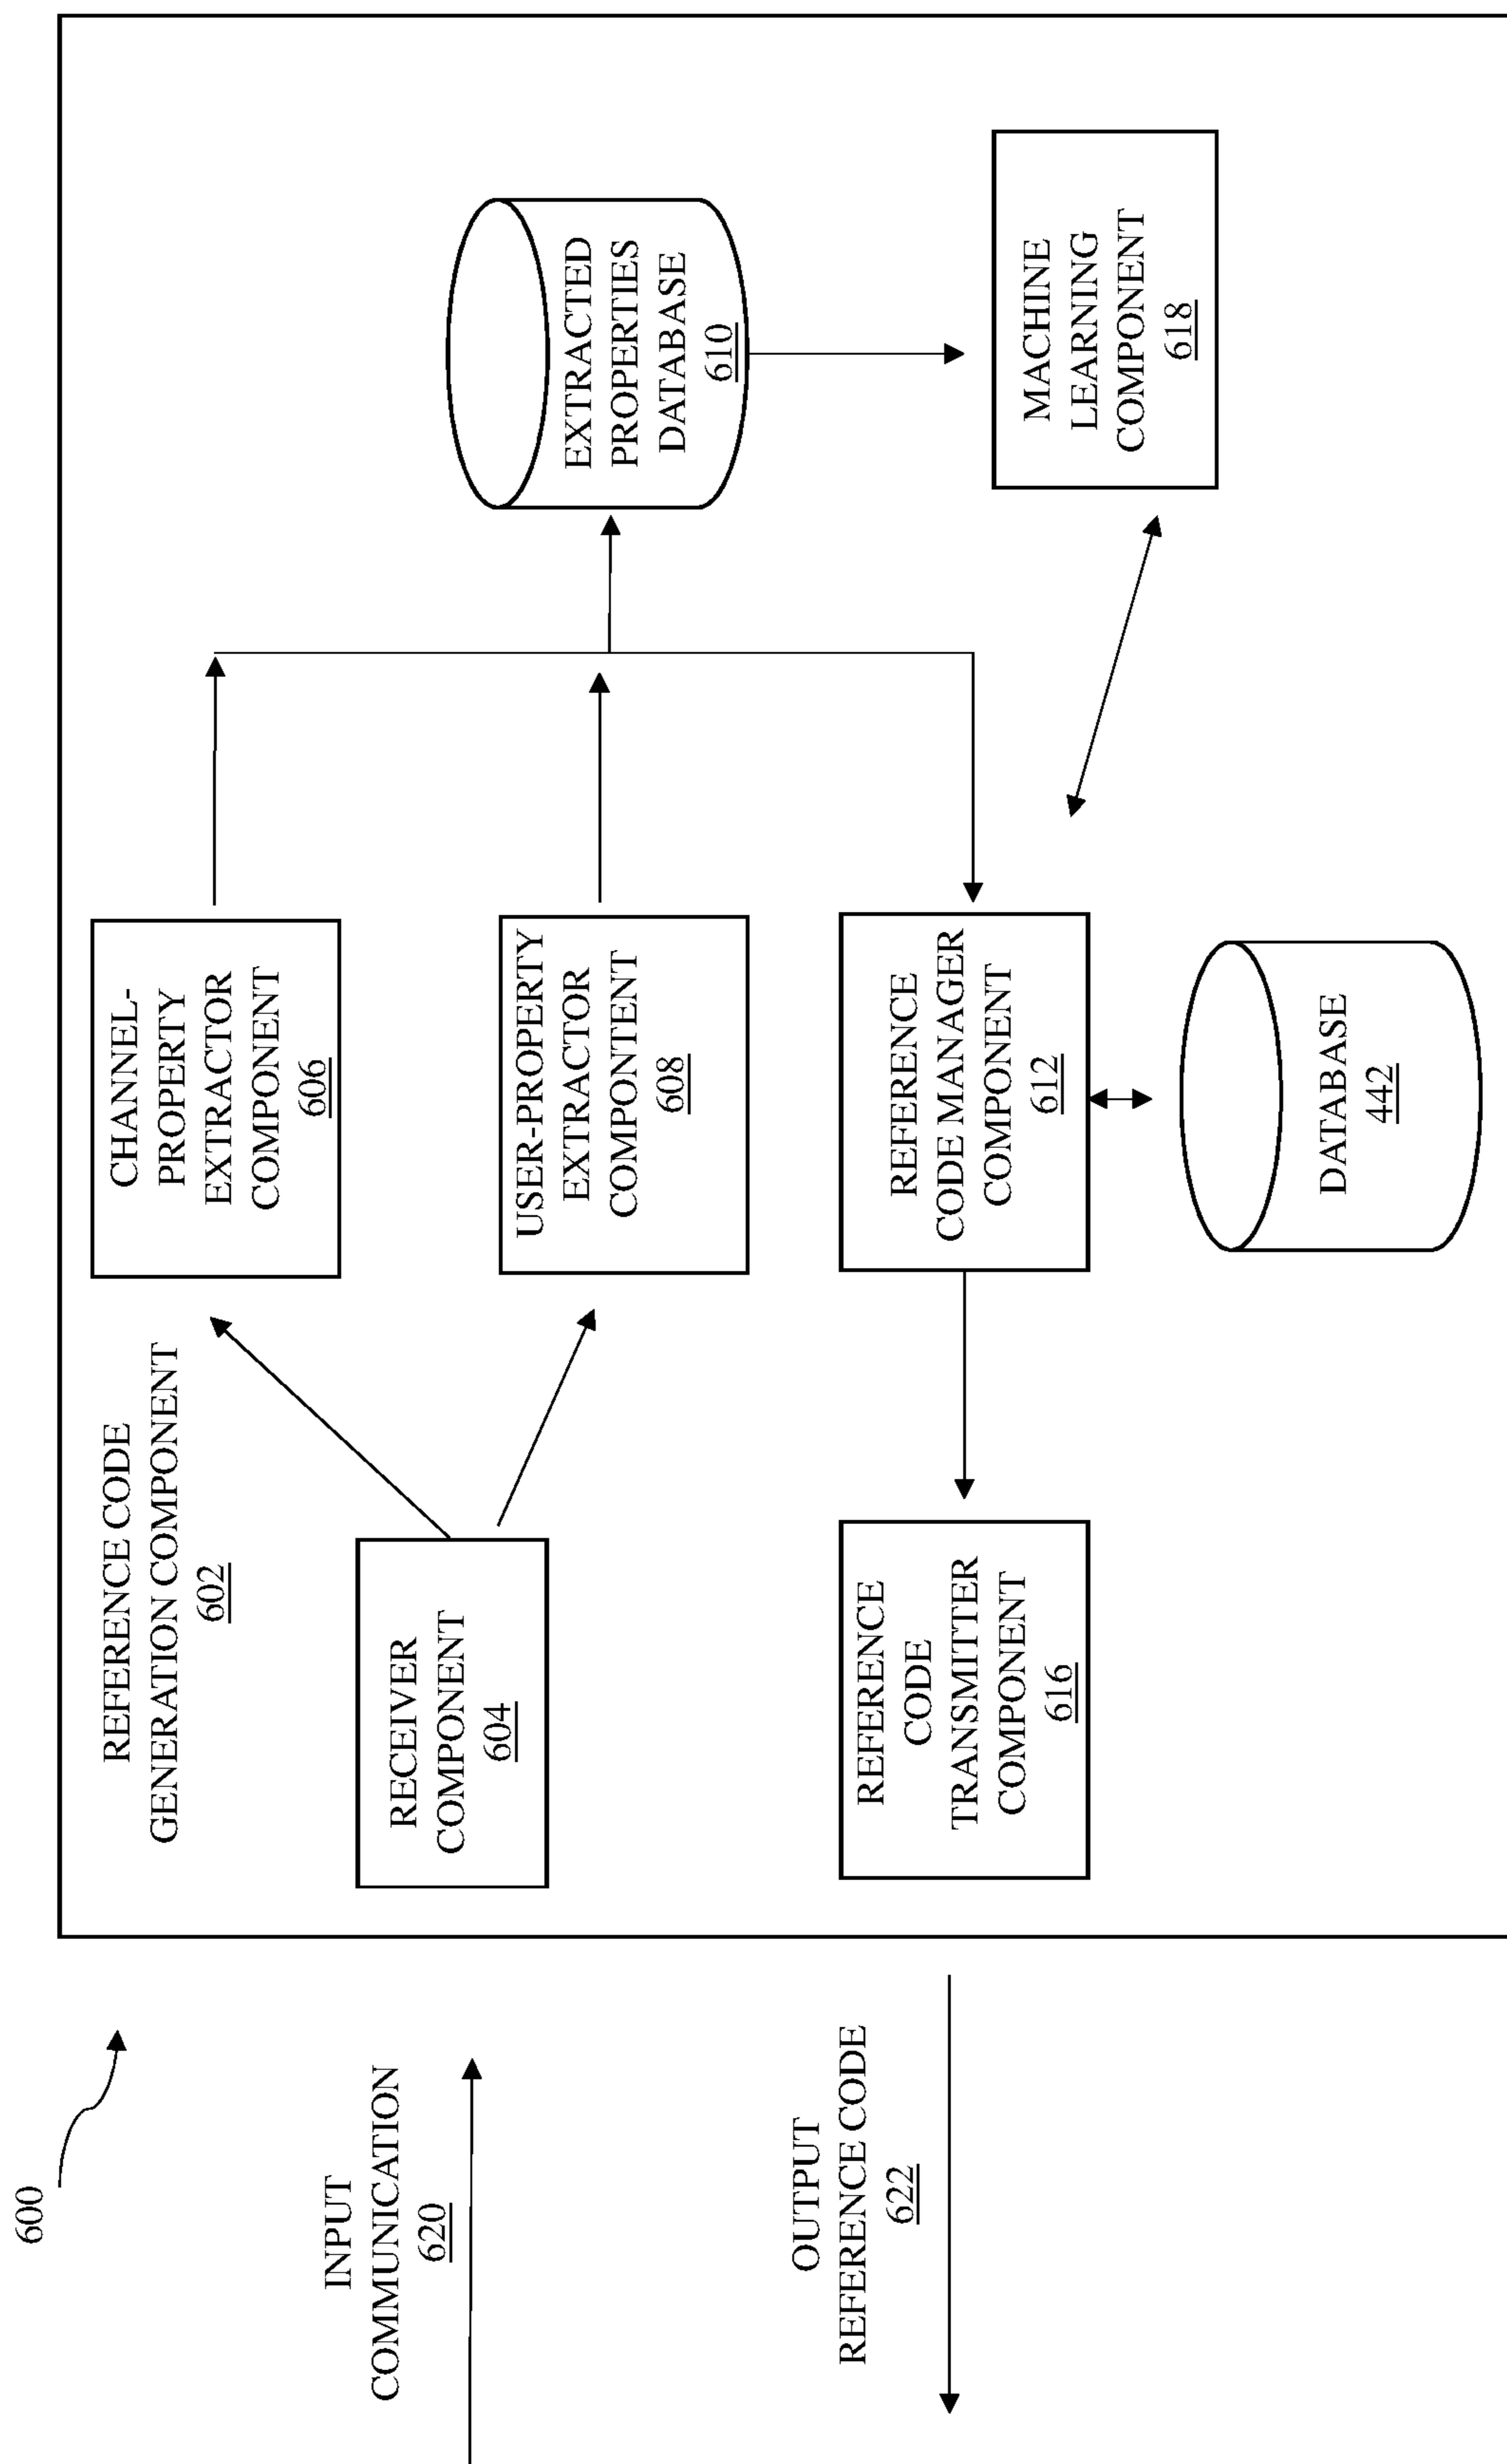 600
REFERENCE CODE
GENERATION COMPONENT
602
INPUT
COMMUNICATION
620
RECEIVER
COMPONENT
604
CHANNEL-
PROPERTY
EXTRACTOR
COMPONENT
606
USER-PROPERTY
EXTRACTOR
COMPONTENT
608
EXTRACTED
PROPERTIES
DATABASE
610
OUTPUT
REFERENCE CODE
622
REFERENCE
CODE
TRANSMITTER
COMPONENT
616
REFERENCE
CODE MANAGER
COMPONENT
612
MACHINE
LEARNING
COMPONENT
618
DATABASE
442